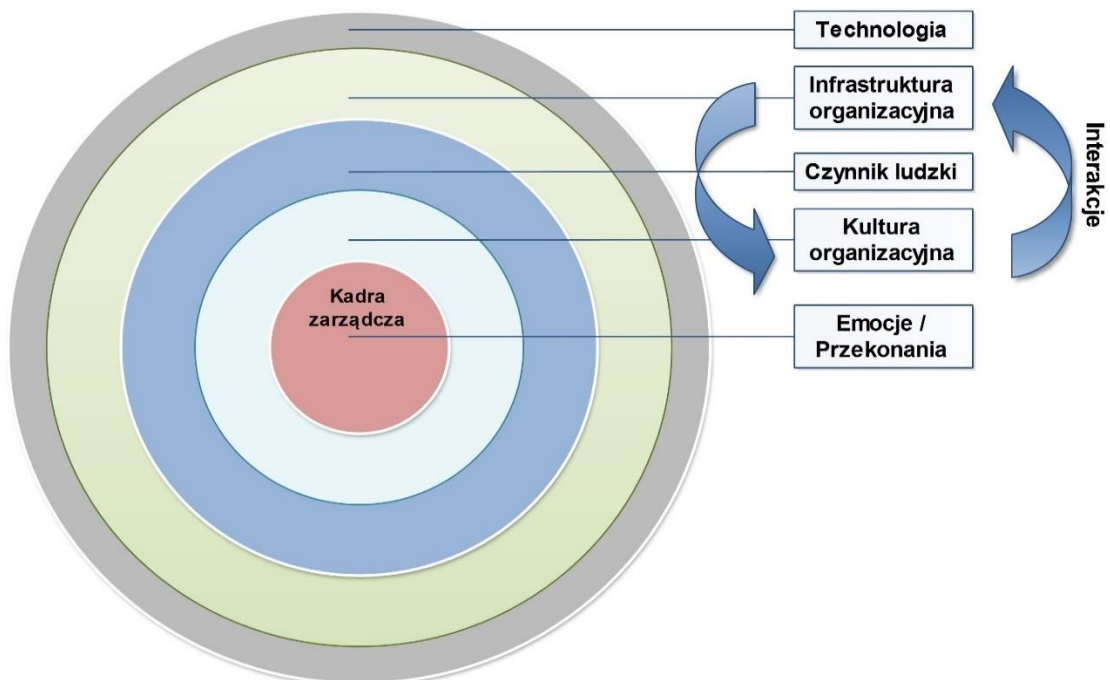 Technologia
Infrastruktura
organizacyjna
Czynnik ludzki
Kultura
organizacyjna
Emocje /
Przekonania
Kadra
zarządcza
Interakcje